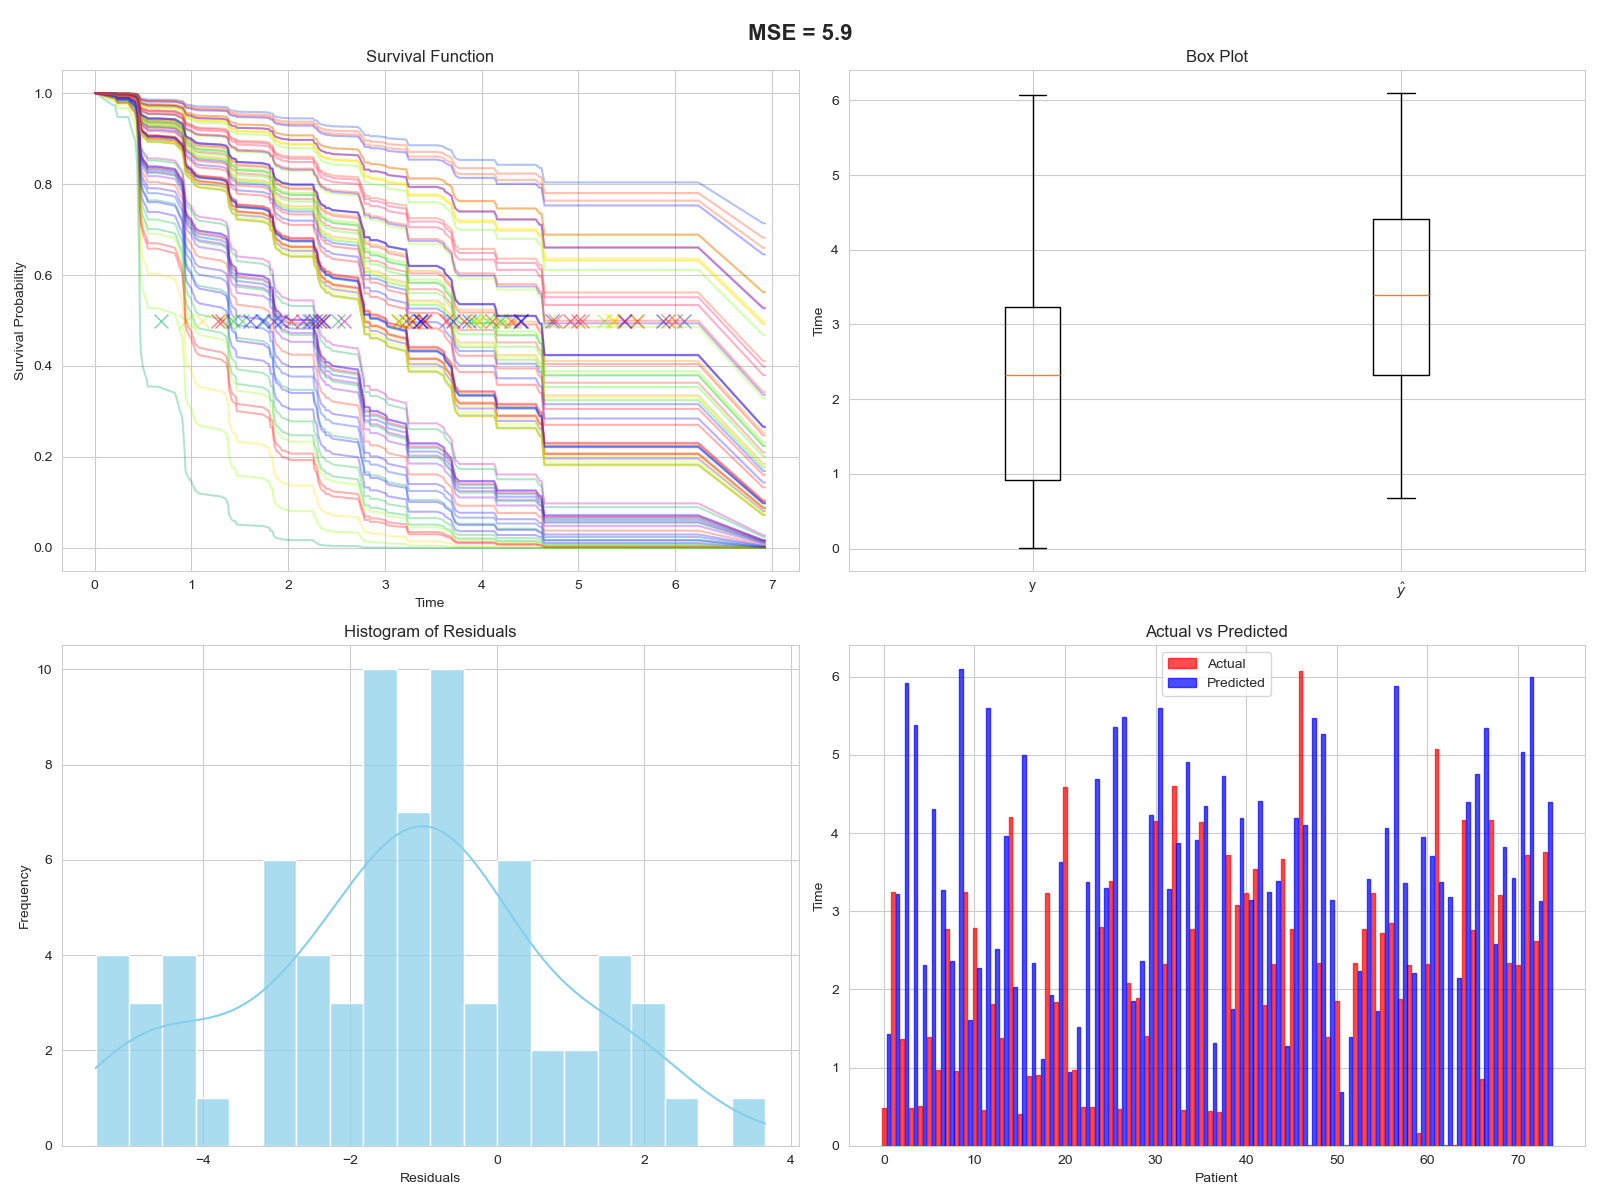 MSE = 5.9
Survival Function
Survival Probability
1.0
0.8
0.6
0.4
0.2
0.0
0 1 2 3 4 5 6 7
Time
Box Plot
Time
6
5
4
3
2
1
0
y ŷ
Histogram of Residuals
Frequency
10
8
6
4
2
0
−4 −2 0 2 4
Residuals
Actual vs Predicted
Actual
Predicted
Time
6
5
4
3
2
1
0
0 10 20 30 40 50 60 70
Patient